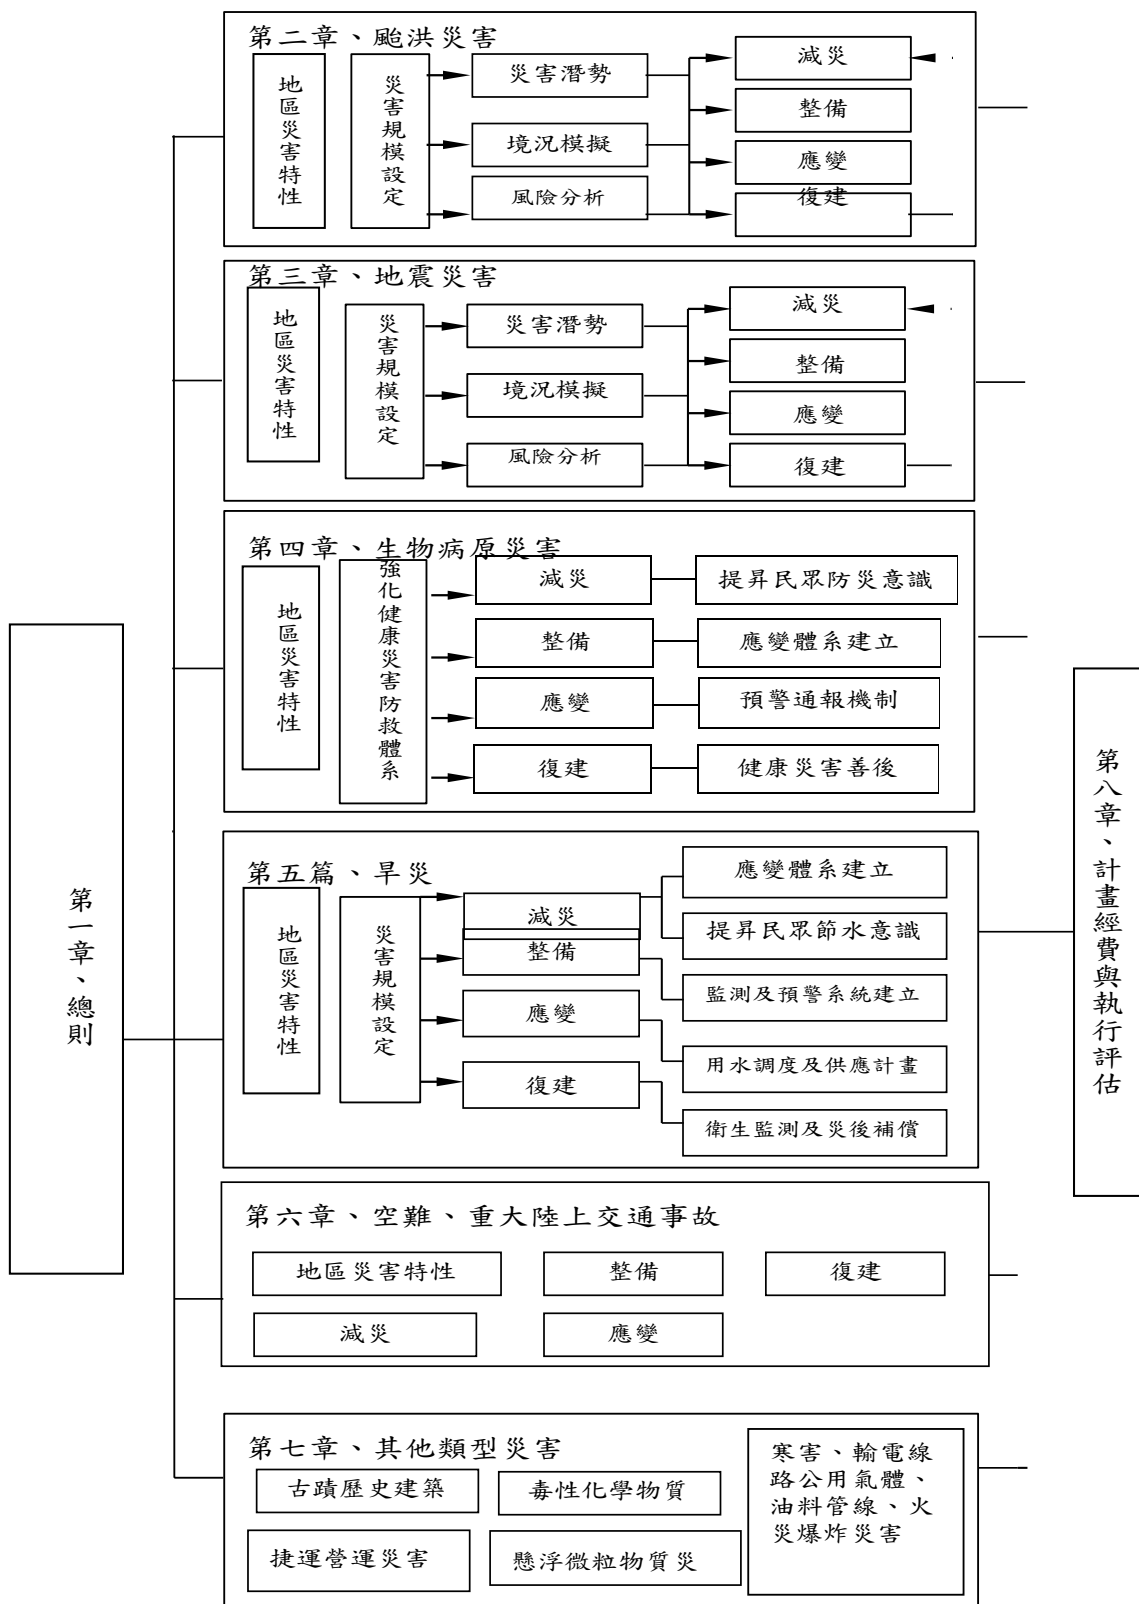 第一章、總則
第二章、颱洪災害
地區災害特性
災害規模設定
災害潛勢
境況模擬
風險分析
減災
整備
應變
復建
第三章、地震災害
地區災害特性
災害規模設定
災害潛勢
境況模擬
風險分析
減災
整備
應變
復建
第四章、生物病原災害
地區災害特性
強化健康災害防救體系
減災
提昇民眾防災意識
整備
應變體系建立
應變
預警通報機制
復建
健康災害善後
第五篇、旱災
地區災害特性
災害規模設定
減災
整備
應變
復建
應變體系建立
提昇民眾節水意識
監測及預警系統建立
用水調度及供應計畫
衛生監測及災後補償
第六章、空難、重大陸上交通事故
地區災害特性
整備
復建
減災
應變
第七章、其他類型災害
古蹟歷史建築
毒性化學物質
捷運營運災害
懸浮微粒物質災
寒害、輸電線
路公用氣體、
油料管線、火
災爆炸災害
第八章、計畫經費與執行評估